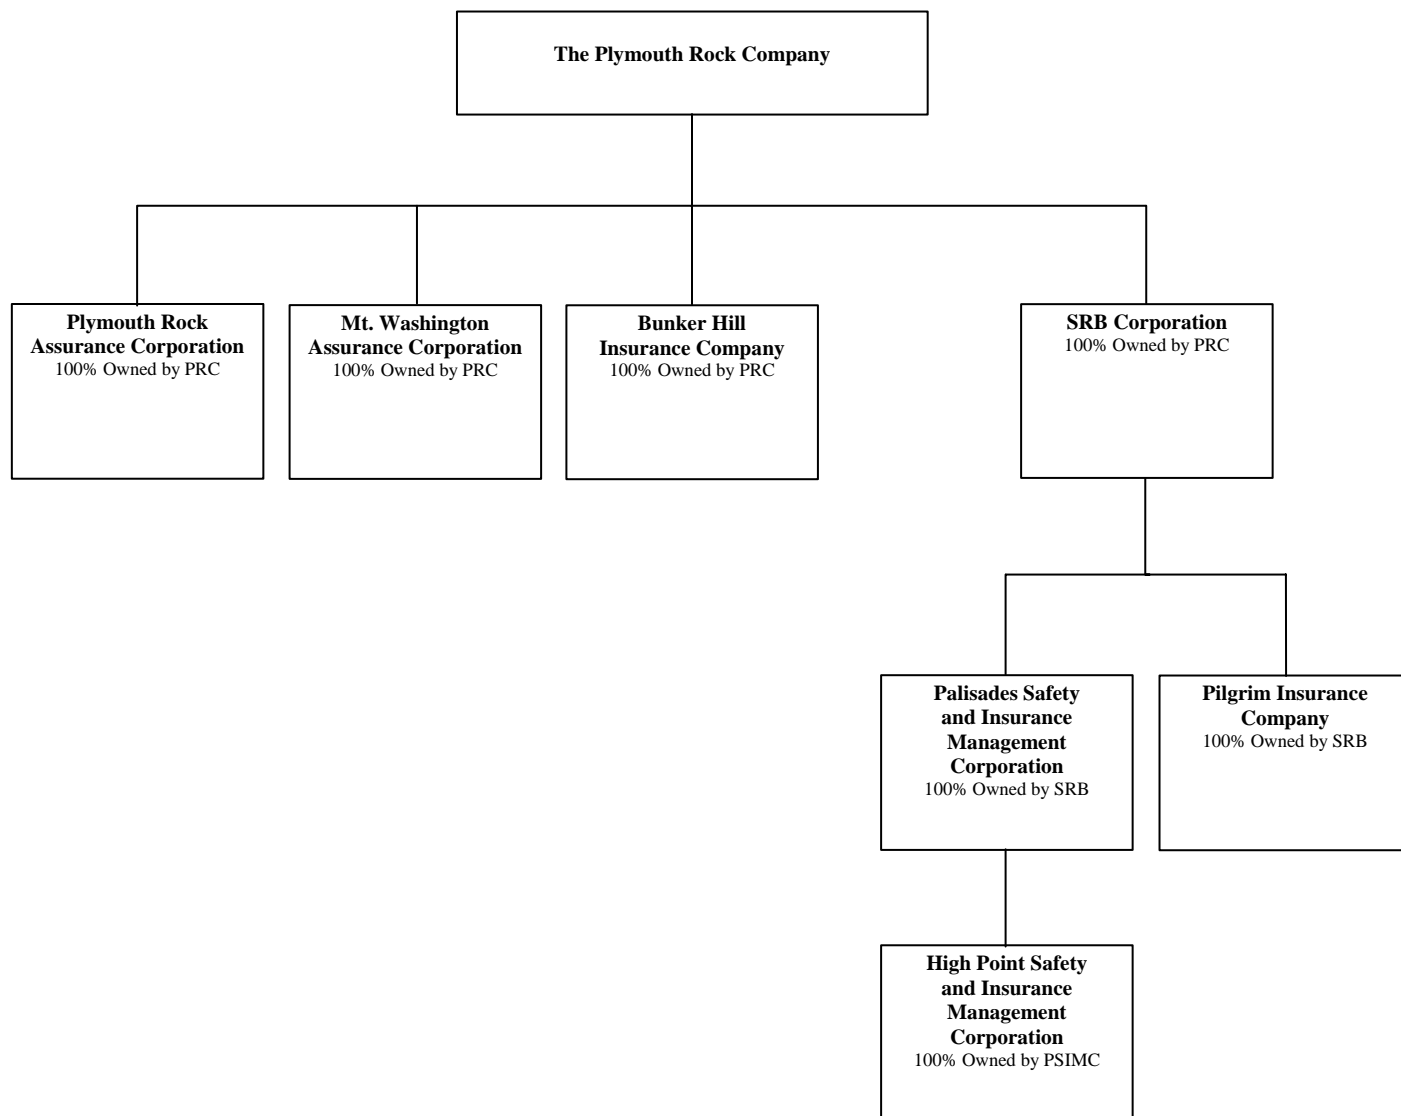 The Plymouth Rock Company
Plymouth Rock
Assurance Corporation
100% Owned by PRC
Mt. Washington
Assurance Corporation
100% Owned by PRC
Bunker Hill
Insurance Company
100% Owned by PRC
SRB Corporation
100% Owned by PRC
Palisades Safety
and Insurance
Management
Corporation
100% Owned by SRB
Pilgrim Insurance
Company
100% Owned by SRB
High Point Safety
and Insurance
Management
Corporation
100% Owned by PSIMC